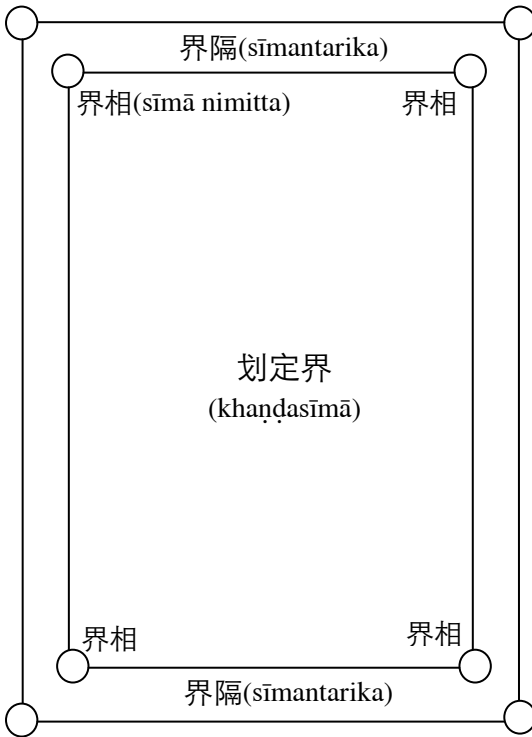 界隔(sīmantarika)
界相(sīmā nimitta) 界相
划定界
(khaṇḍasīmā)
界相 界相
界隔(sīmantarika)